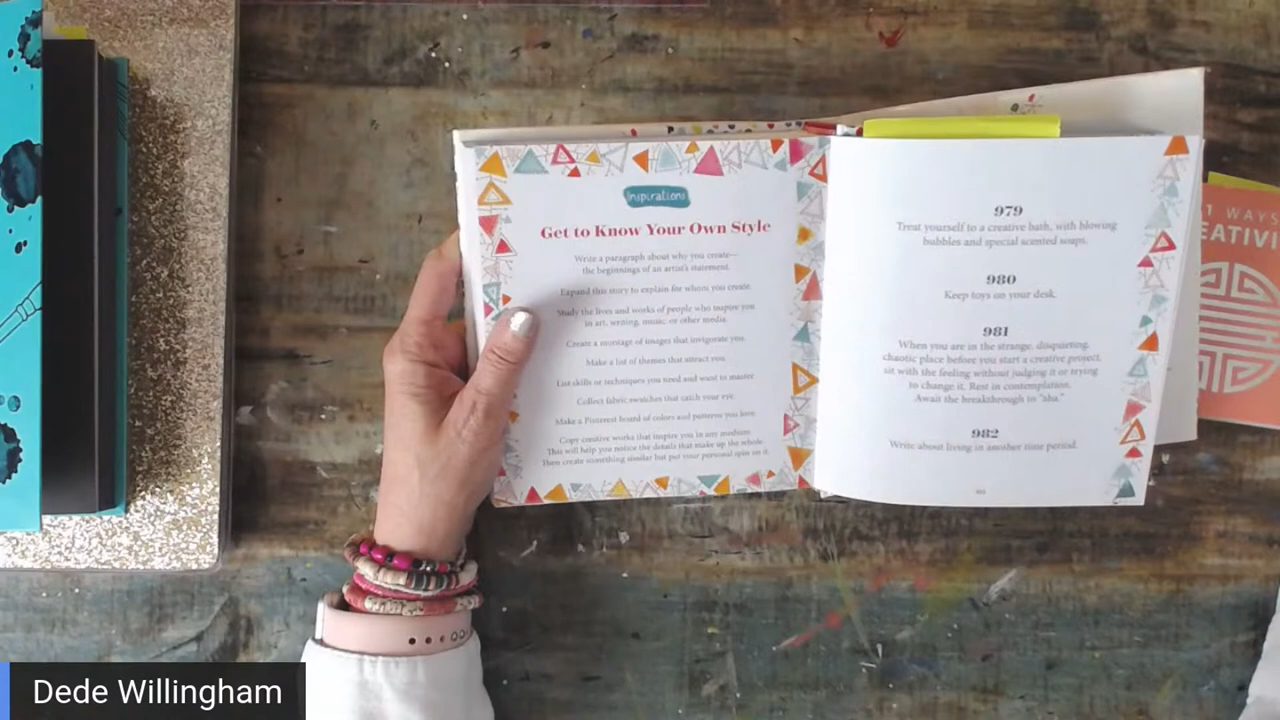 Inspirations
Get to Know Your Own Style
Write a paragraph about why you create—
the beginnings of an artist's statement.
Expand this story to explain for whom you create.
Study the lives and works of people who inspire you
in art, writing, music, or other media.
Create a montage of images that invigorate you.
Make a list of themes that attract you.
List skills or techniques you need and want to master.
Collect fabric swatches that catch your eye.
Make a Pinterest board of colors and patterns you love.
Copy creative works that inspire you in any medium.
This will help you notice the details that make up the whole.
Then create something similar but put your personal spin on it.
979
Treat yourself to a creative bath, with blowing
bubbles and special scented soaps.
980
Keep toys on your desk.
981
When you are in the strange, disquieting,
chaotic place before you start a creative project,
sit with the feeling without judging it or trying
to change it. Rest in contemplation.
Await the breakthrough to "aha."
982
Write about living in another time period.
1 WAYS
EATIVI
Dede Willingham